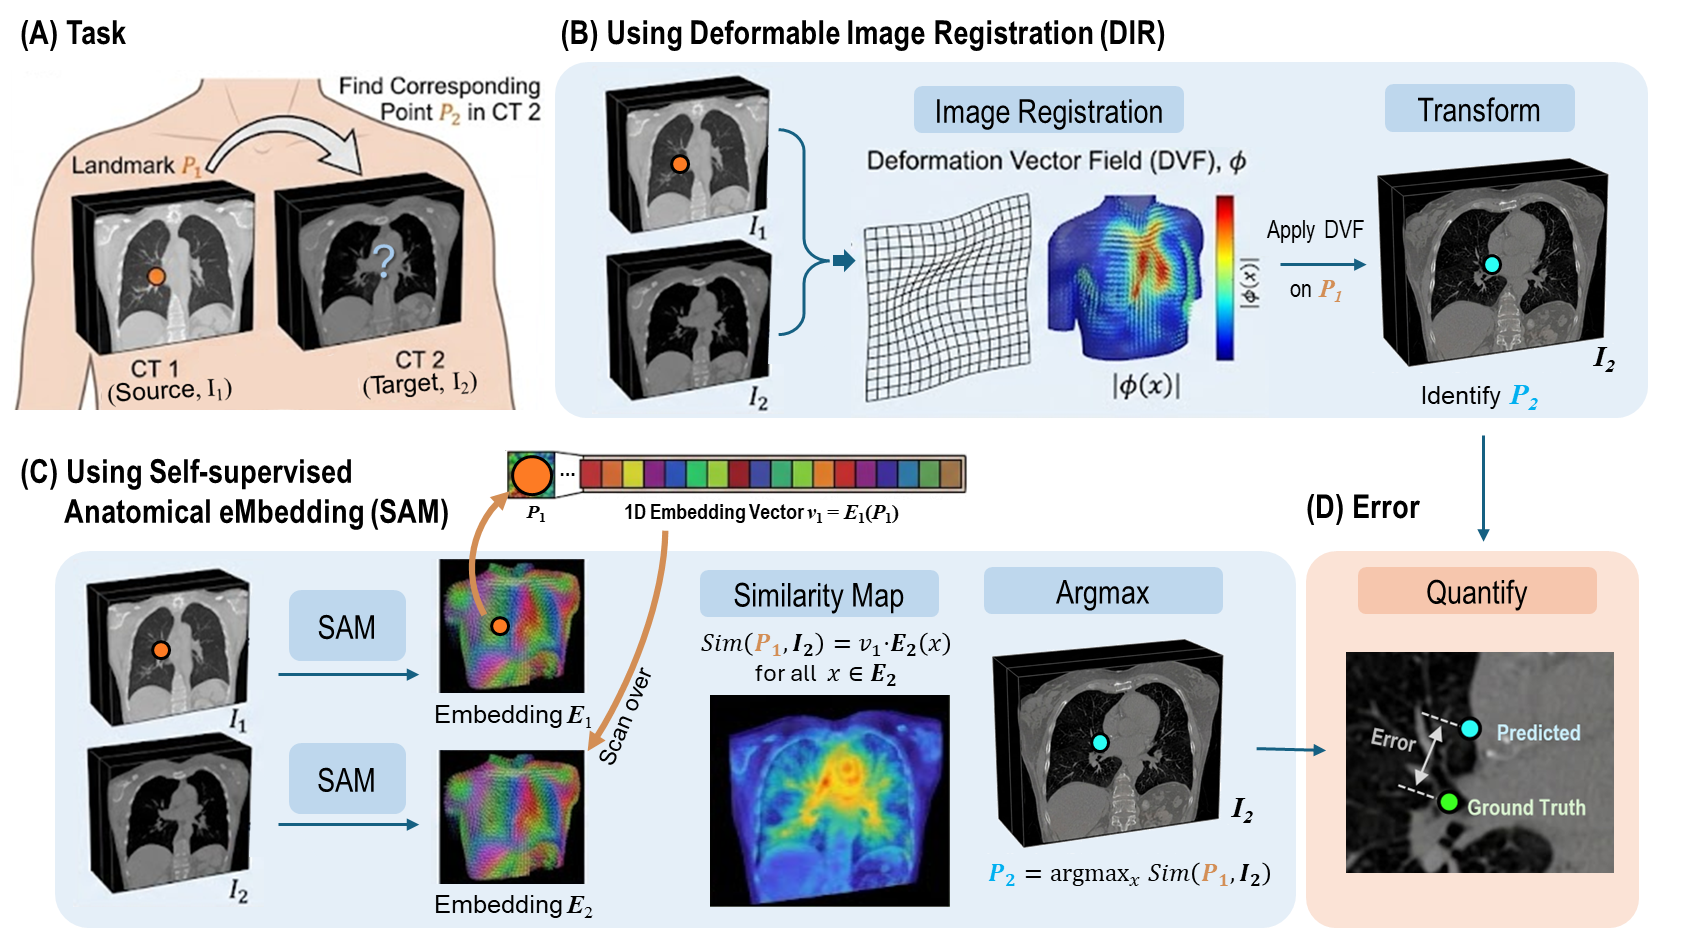 (A) Task
Find Corresponding
Point P₂ in CT 2
Landmark P₁
?
CT 1
(Source, I₁)
CT 2
(Target, I₂)
(B) Using Deformable Image Registration (DIR)
I₁
I₂
Image Registration
Deformation Vector Field (DVF), ϕ
|ϕ(x)|
|ϕ(x)|
Apply DVF
on P₁
Transform
I₂
Identify P₂
(C) Using Self-supervised
Anatomical eMbedding (SAM)
P₁
...
1D Embedding Vector v₁ = E₁(P₁)
I₁
SAM
Embedding E₁
I₂
SAM
Embedding E₂
Scan over
Similarity Map
Sim(P₁, I₂) = v₁·E₂(x)
for all x ∈ E₂
Argmax
I₂
P₂ = argmaxₓ Sim(P₁, I₂)
(D) Error
Quantify
Error
Predicted
Ground Truth